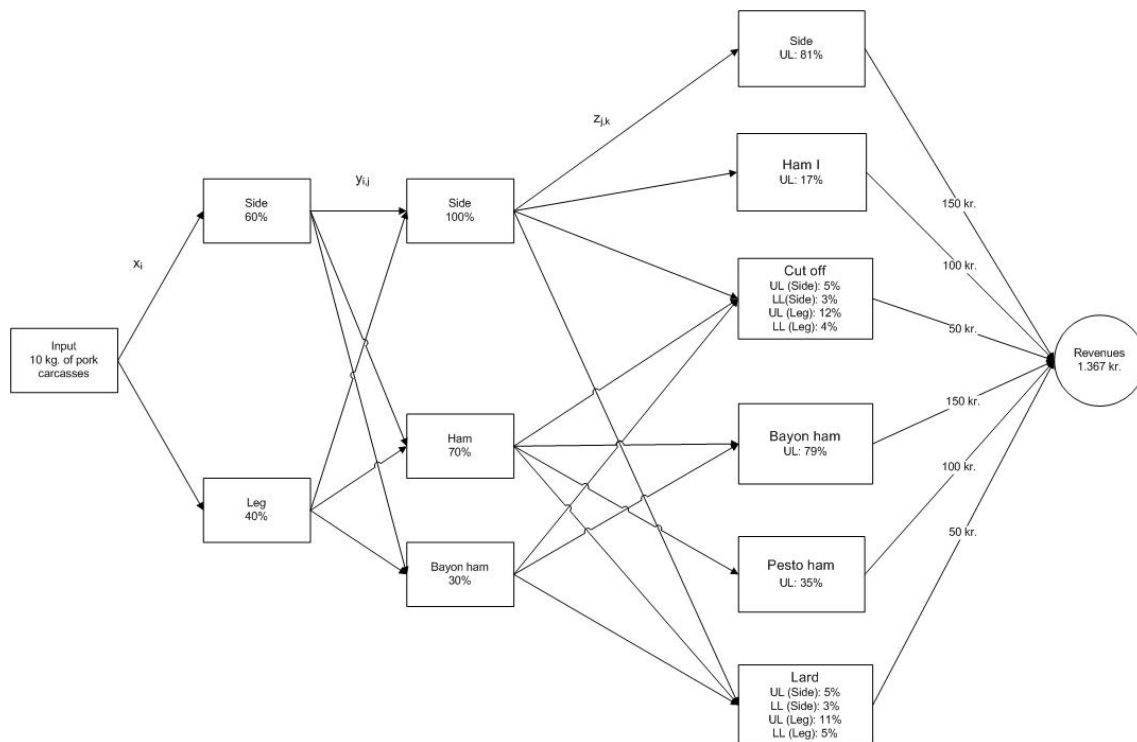 Side
UL: 81%
z_{j,k}
Ham I
UL: 17%
y_{i,j}
Side
60%
Side
100%
150 kr.
x_i
100 kr.
Cut off
UL (Side): 5%
LL(Side): 3%
UL (Leg): 12%
LL (Leg): 4%
50 kr.
Input
10 kg. of pork
carcasses
Revenues
1.367 kr.
150 kr.
Ham
70%
Bayon ham
UL: 79%
100 kr.
Leg
40%
50 kr.
Bayon ham
30%
Pesto ham
UL: 35%
Lard
UL (Side): 5%
LL (Side): 3%
UL (Leg): 11%
LL (Leg): 5%